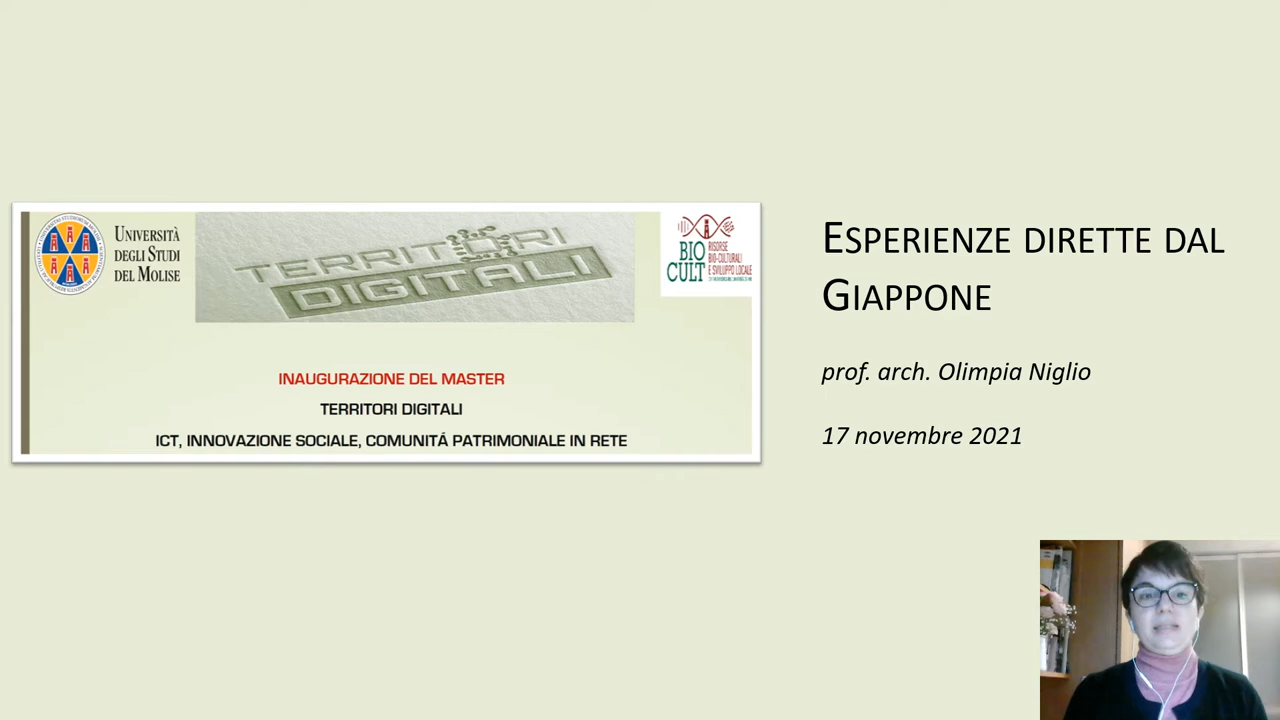 UNIVERSITÀ
DEGLI STUDI
DEL MOLISE
TERRITORI
DIGITALI
BIO
CULT
RISORSE
BIO-CULTURALI
E SVILUPPO LOCALE
INAUGURAZIONE DEL MASTER
TERRITORI DIGITALI
ICT, INNOVAZIONE SOCIALE, COMUNITÁ PATRIMONIALE IN RETE
ESPERIENZE DIRETTE DAL
GIAPPONE
prof. arch. Olimpia Niglio
17 novembre 2021